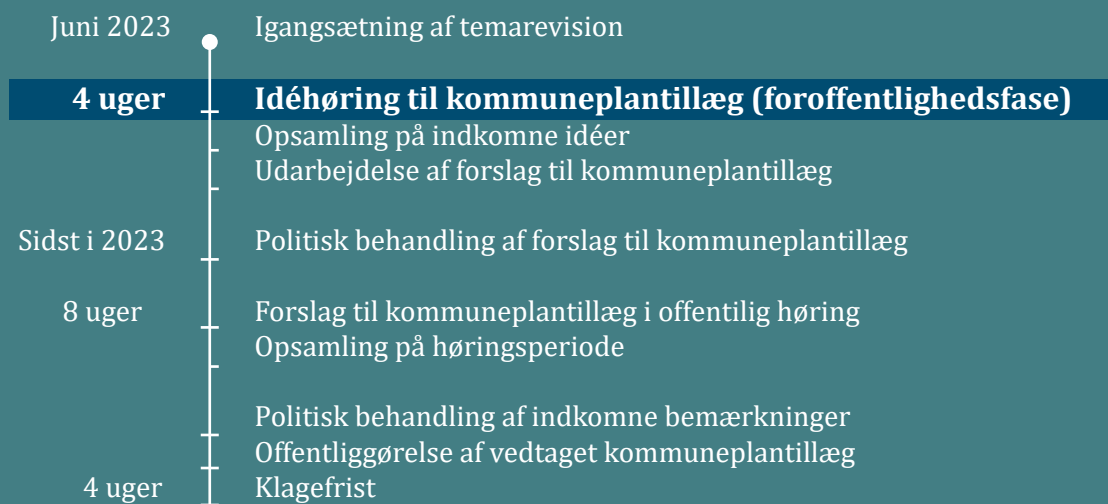 Juni 2023 Igangsætning af temarevision
4 uger Idéhøring til kommuneplantillæg (foroffentlighedsfase)
Opsamling på indkomne idéer
Udarbejdelse af forslag til kommuneplantillæg
Sidst i 2023 Politisk behandling af forslag til kommuneplantillæg
8 uger Forslag til kommuneplantillæg i offentilig høring
Opsamling på høringsperiode
Politisk behandling af indkomne bemærkninger
Offentliggørelse af vedtaget kommuneplantillæg
4 uger Klagefrist